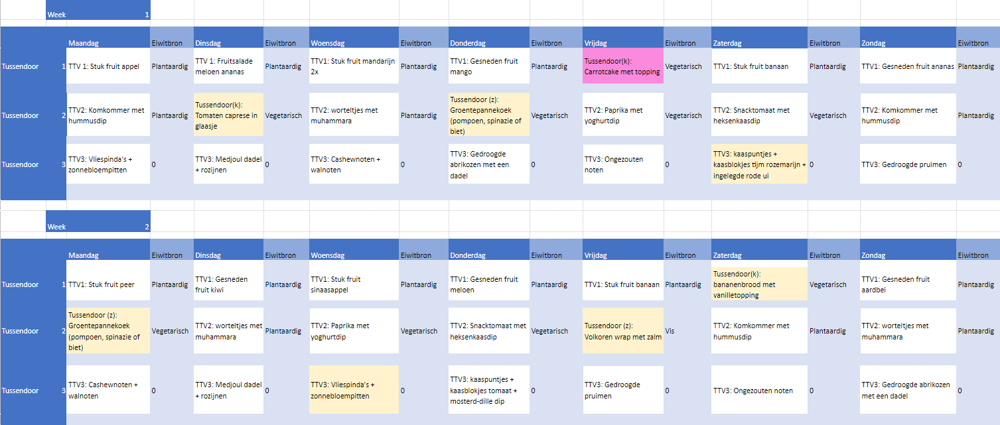 Week 1
Maandag Eiwitbron Dinsdag Eiwitbron Woensdag Eiwitbron Donderdag Eiwitbron Vrijdag Eiwitbron Zaterdag Eiwitbron Zondag Eiwitbron
Tussendoor 1
TTV 1: Stuk fruit appel
Plantaardig
TTV 1: Fruitsalade
meloen ananas
Plantaardig
TTV1: Stuk fruit mandarijn
2x
Plantaardig
TTV1: Gesneden fruit
mango
Plantaardig
Tussendoor(k):
Carrotcake met topping
Vegetarisch
TTV1: Stuk fruit banaan
Plantaardig
TTV1: Gesneden fruit ananas
Plantaardig
Tussendoor 2
TTV2: Komkommer met
hummusdip
Plantaardig
Tussendoor(k):
Tomaten caprese in
glaasje
Vegetarisch
TTV2: worteltjes met
muhammara
Plantaardig
Tussendoor (z):
Groentepannekoek
(pompoen, spinazie of
biet)
Vegetarisch
TTV2: Paprika met
yoghurtdip
Vegetarisch
TTV2: Snacktomaat met
heksenkaasdip
Vegetarisch
TTV2: Komkommer met
hummusdip
Plantaardig
Tussendoor 3
TTV3: Vliespinda's +
zonnebloempitten
0
TTV3: Medjoul dadel
+ rozijnen
0
TTV3: Cashewnoten +
walnoten
0
TTV3: Gedroogde
abrikozen met een
dadel
0
TTV3: Ongezouten
noten
0
TTV3: kaaspuntjes +
kaasblokjes tijm rozemarijn +
ingelegde rode ui
0
TTV3: Gedroogde pruimen
0
Week 2
Maandag Eiwitbron Dinsdag Eiwitbron Woensdag Eiwitbron Donderdag Eiwitbron Vrijdag Eiwitbron Zaterdag Eiwitbron Zondag Eiwitbron
Tussendoor 1
TTV1: Stuk fruit peer
Plantaardig
TTV1: Gesneden
fruit kiwi
Plantaardig
TTV1: Stuk fruit
sinaasappel
Plantaardig
TTV1: Gesneden fruit
meloen
Plantaardig
TTV1: Stuk fruit banaan
Plantaardig
Tussendoor(k):
bananenbrood met
vanilletopping
Vegetarisch
TTV1: Gesneden fruit
aardbei
Plantaardig
Tussendoor 2
Tussendoor (z):
Groentepannekoek
(pompoen, spinazie of
biet)
Vegetarisch
TTV2: worteltjes met
muhammara
Plantaardig
TTV2: Paprika met
yoghurtdip
Vegetarisch
TTV2: Snacktomaat met
heksenkaasdip
Vegetarisch
Tussendoor (z):
Volkoren wrap met zalm
Vis
TTV2: Komkommer met
hummusdip
Plantaardig
TTV2: worteltjes met
muhammara
Plantaardig
Tussendoor 3
TTV3: Cashewnoten +
walnoten
0
TTV3: Medjoul dadel
+ rozijnen
0
TTV3: Vliespinda's +
zonnebloempitten
0
TTV3: kaaspuntjes +
kaasblokjes tomaat +
mosterd-dille dip
0
TTV3: Gedroogde
pruimen
0
TTV3: Ongezouten noten
0
TTV3: Gedroogde abrikozen
met een dadel
0